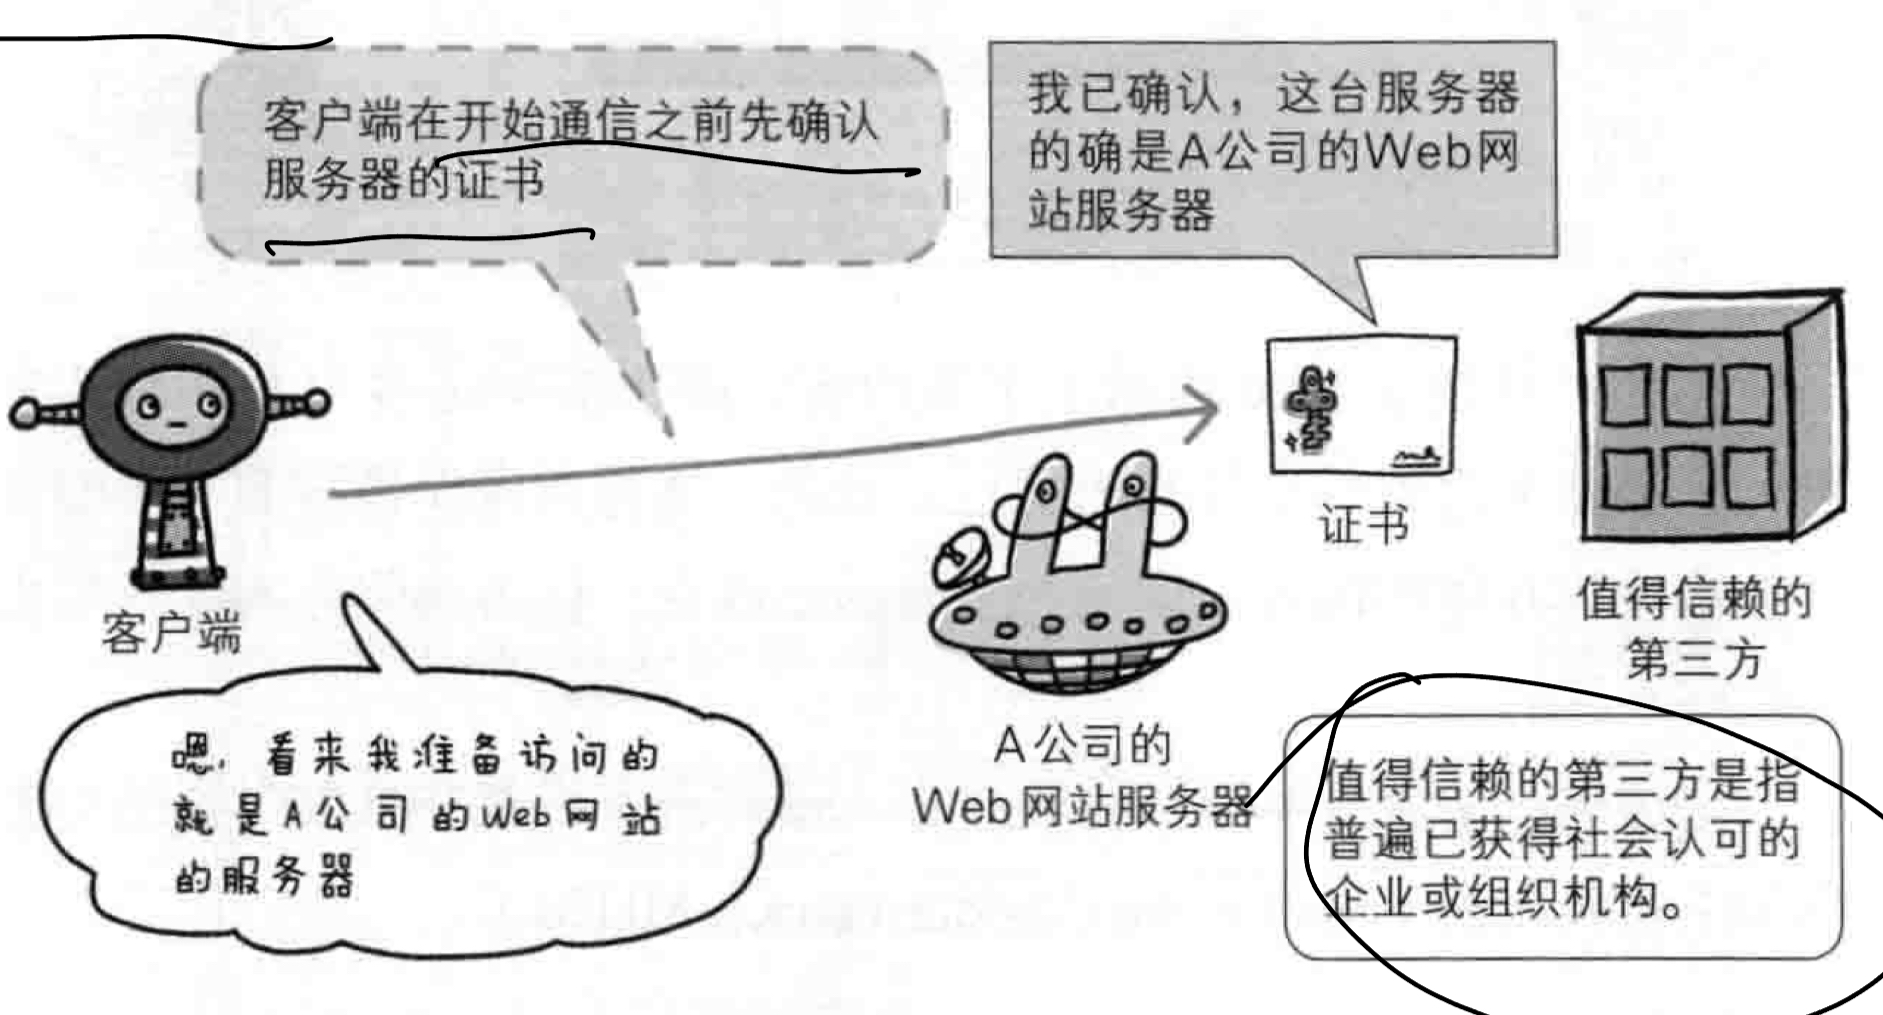 客户端在开始通信之前先确认
服务器的证书
我已确认，这台服务器
的确是A公司的Web网
站服务器
证书
值得信赖的
第三方
客户端
嗯，看来我准备访问的
就是A公司的Web网站
的服务器
A公司的
Web网站服务器
值得信赖的第三方是指
普遍已获得社会认可的
企业或组织机构。